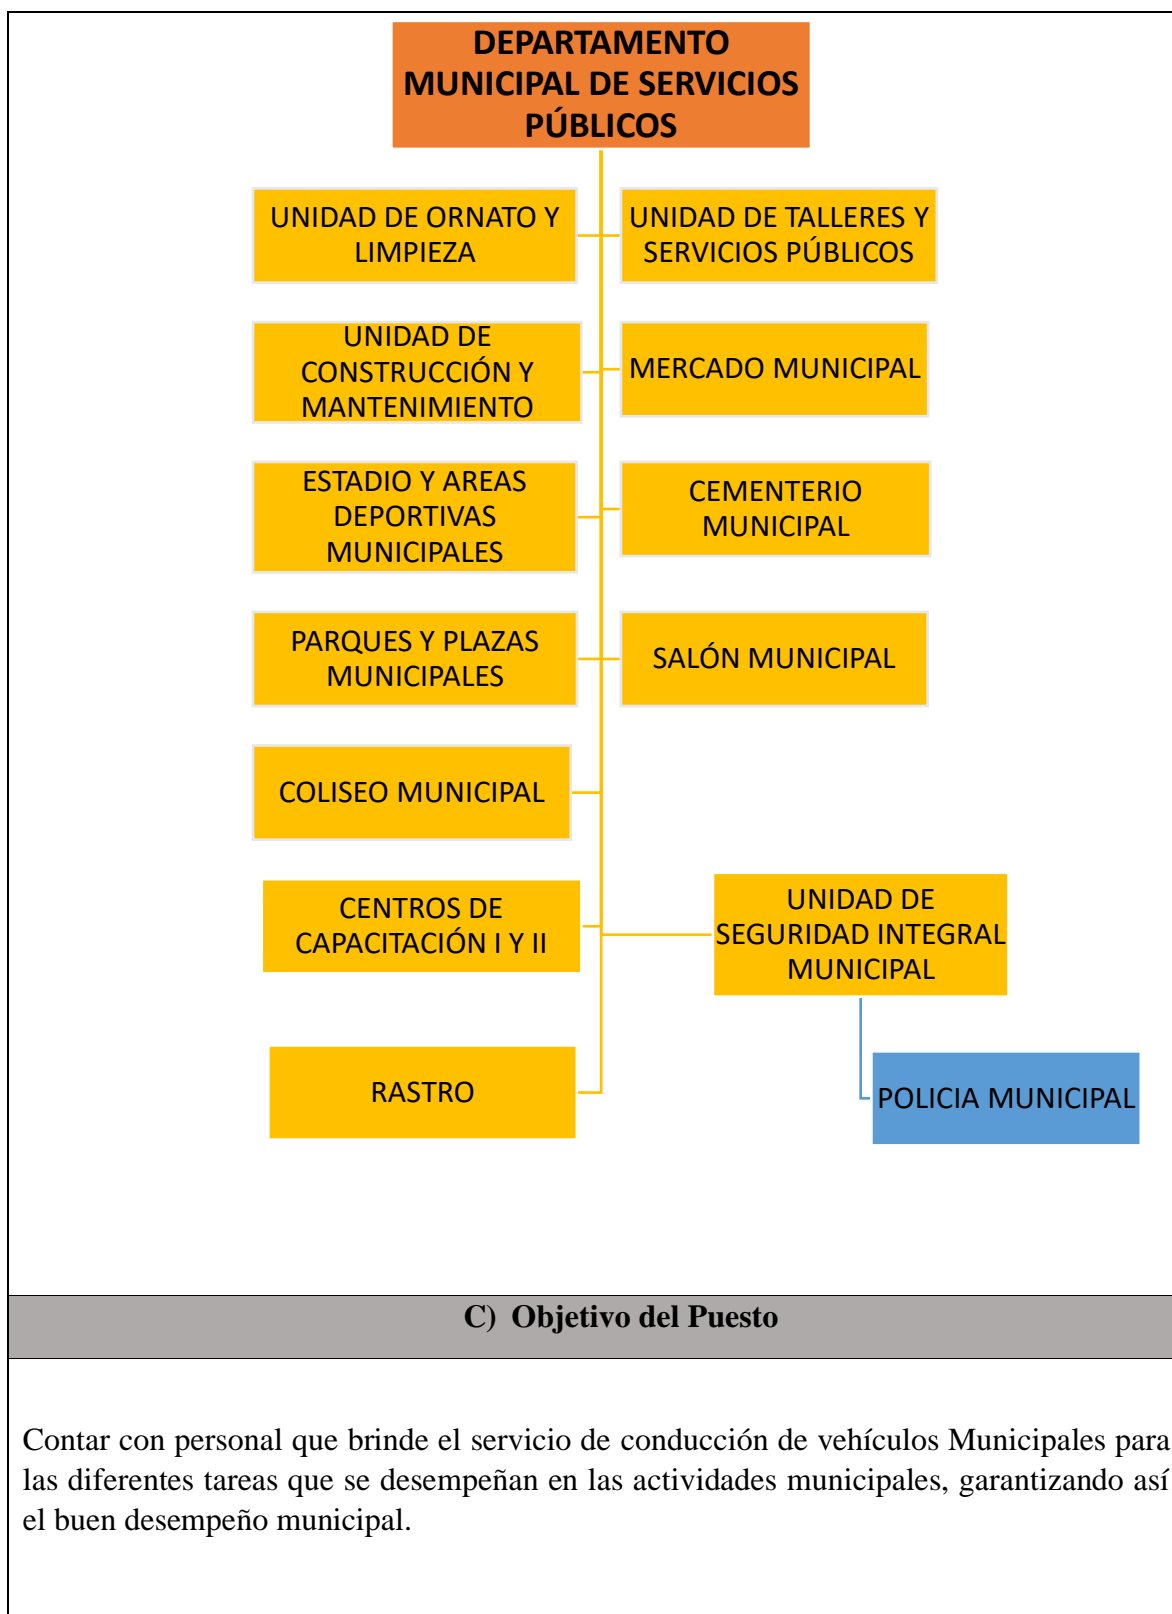 DEPARTAMENTO
MUNICIPAL DE SERVICIOS
PÚBLICOS
UNIDAD DE ORNATO Y
LIMPIEZA
UNIDAD DE TALLERES Y
SERVICIOS PÚBLICOS
UNIDAD DE
CONSTRUCCIÓN Y
MANTENIMIENTO
MERCADO MUNICIPAL
ESTADIO Y AREAS
DEPORTIVAS
MUNICIPALES
CEMENTERIO
MUNICIPAL
PARQUES Y PLAZAS
MUNICIPALES
SALÓN MUNICIPAL
COLISEO MUNICIPAL
CENTROS DE
CAPACITACIÓN I Y II
UNIDAD DE
SEGURIDAD INTEGRAL
MUNICIPAL
RASTRO
POLICIA MUNICIPAL
C) Objetivo del Puesto
Contar con personal que brinde el servicio de conducción de vehículos Municipales para
las diferentes tareas que se desempeñan en las actividades municipales, garantizando así
el buen desempeño municipal.